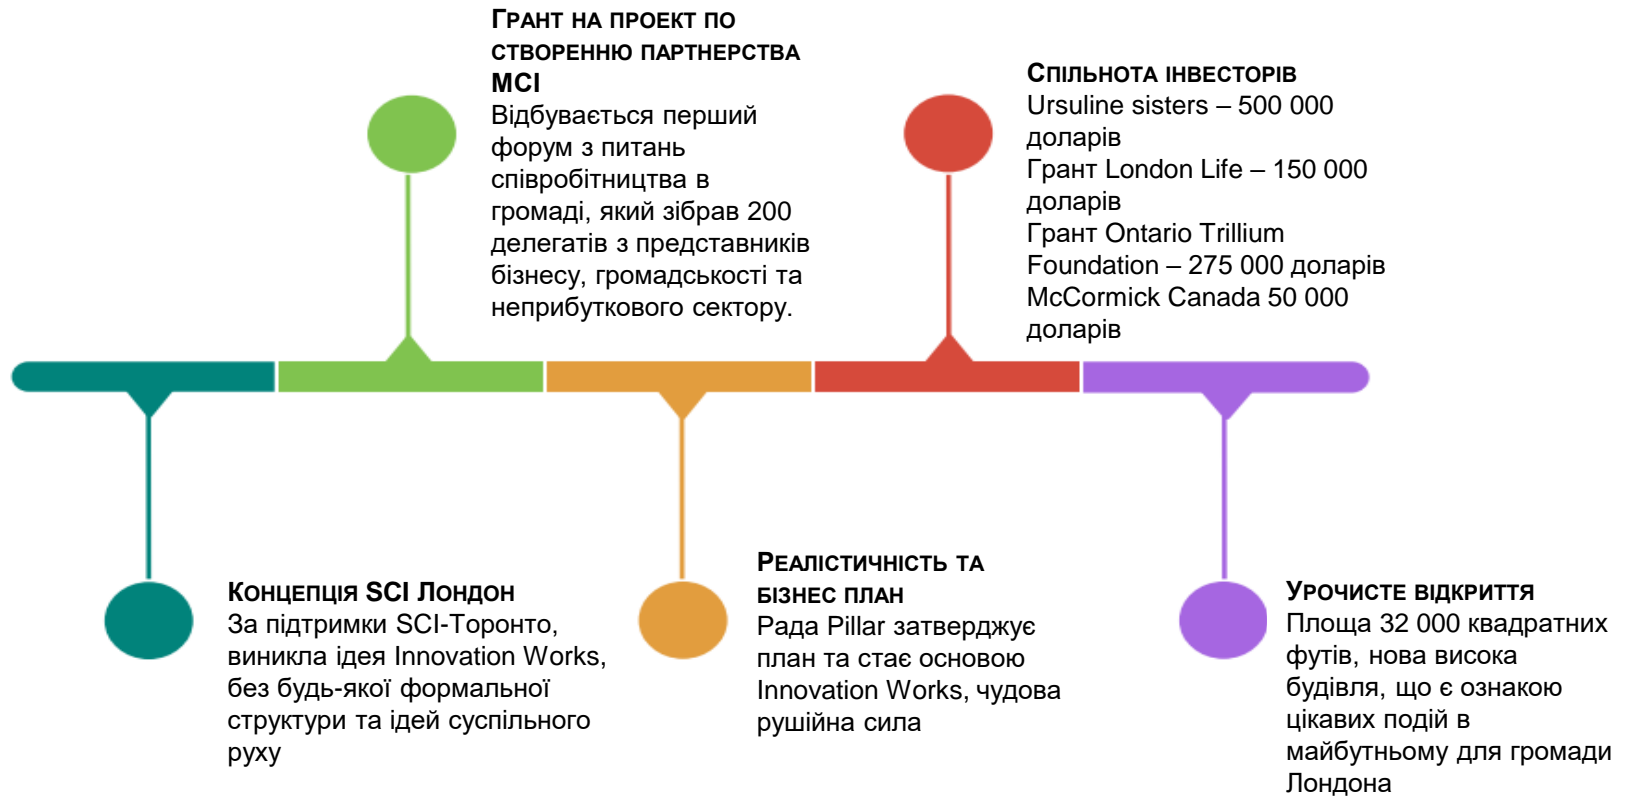 Грант на проект по
створенню партнерства
МСІ
Відбувається перший
форум з питань
співробітництва в
громаді, який зібрав 200
делегатів з представників
бізнесу, громадськості та
неприбуткового сектору.
Спільнота інвесторів
Ursuline sisters – 500 000
доларів
Грант London Life – 150 000
доларів
Грант Ontario Trillium
Foundation – 275 000 доларів
McCormick Canada 50 000
доларів
Концепція SCI Лондон
За підтримки SCI-Торонто,
виникла ідея Innovation Works,
без будь-якої формальної
структури та ідей суспільного
руху
Реалістичність та
бізнес план
Рада Pillar затверджує
план та стає основою
Innovation Works, чудова
рушійна сила
Урочисте відкриття
Площа 32 000 квадратних
футів, нова висока
будівля, що є ознакою
цікавих подій в
майбутньому для громади
Лондона